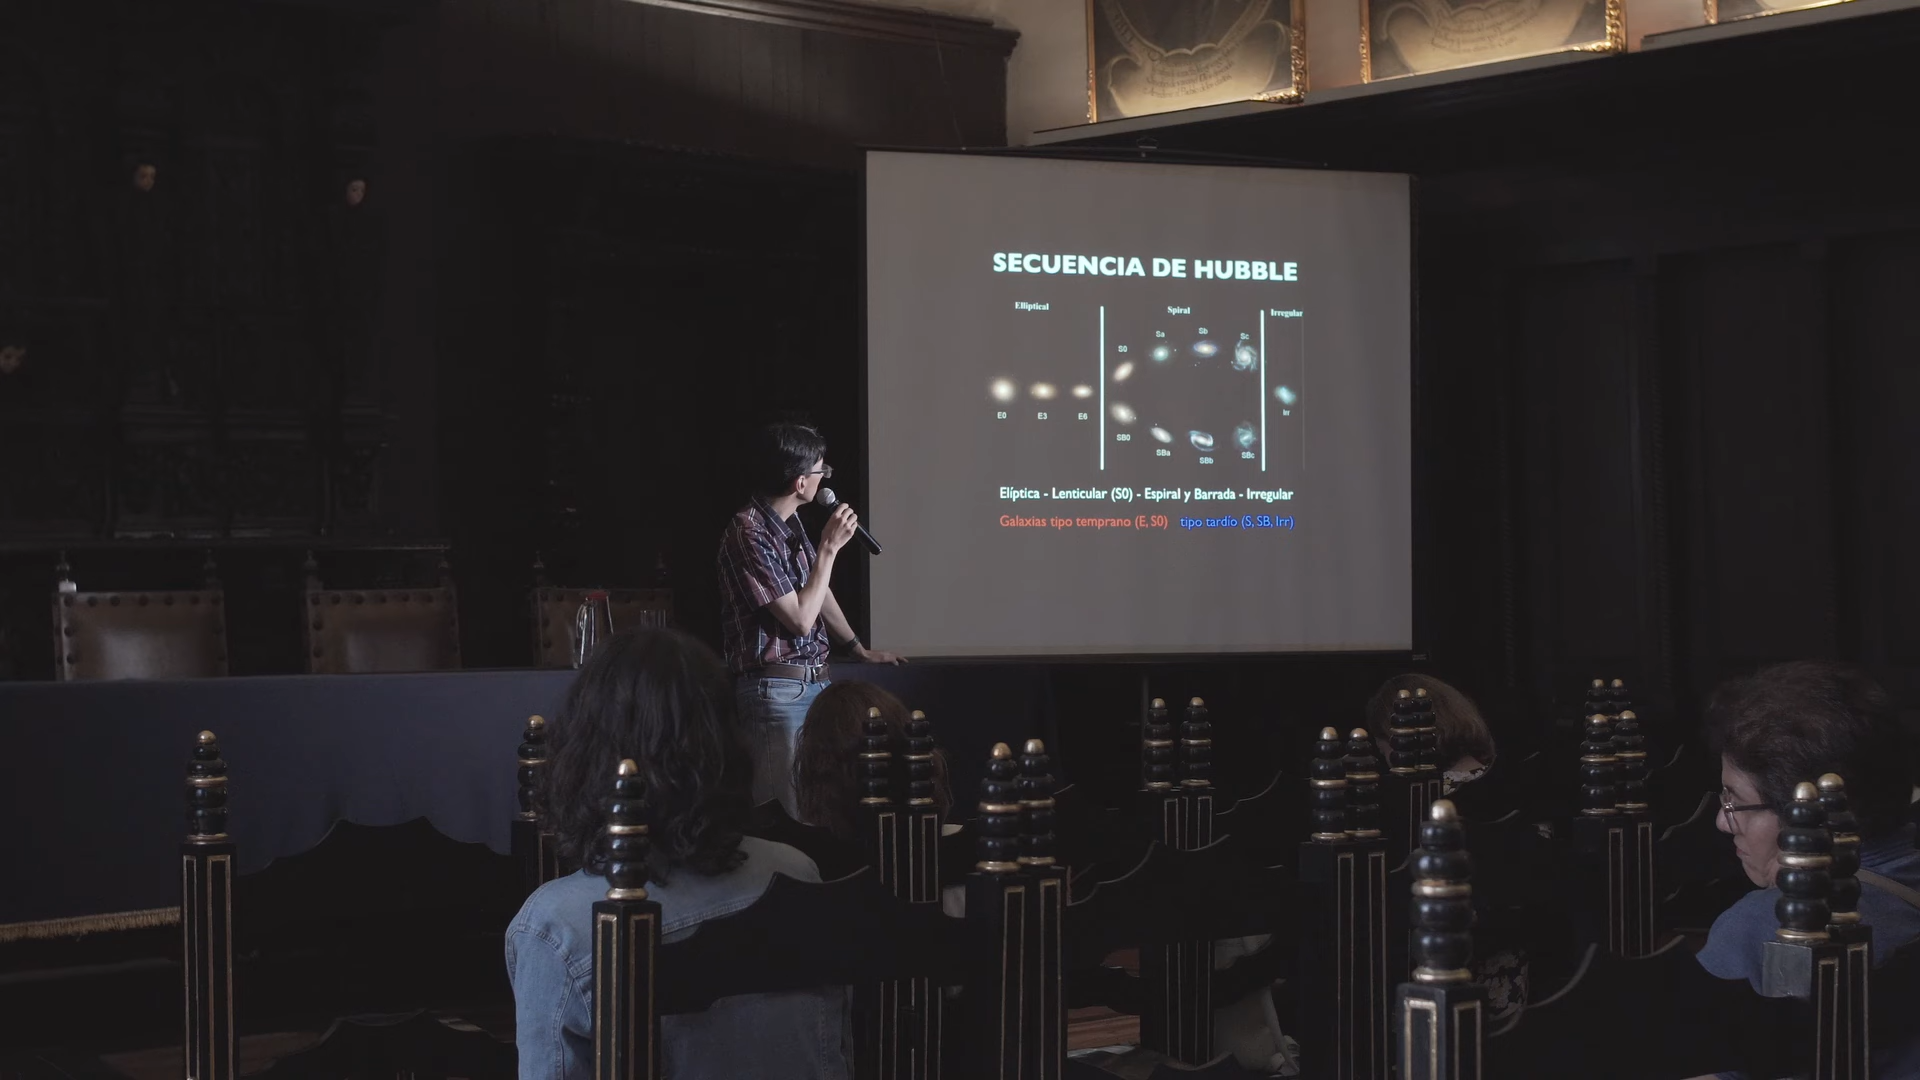 SECUENCIA DE HUBBLE
Elliptical
Spiral
Irregular
Sa
Sb
Sc
S0
E0
E3
E6
Irr
SB0
SBa
SBb
SBc
Elíptica - Lenticular (S0) - Espiral y Barrada - Irregular
Galaxias tipo temprano (E, S0) tipo tardío (S, SB, Irr)